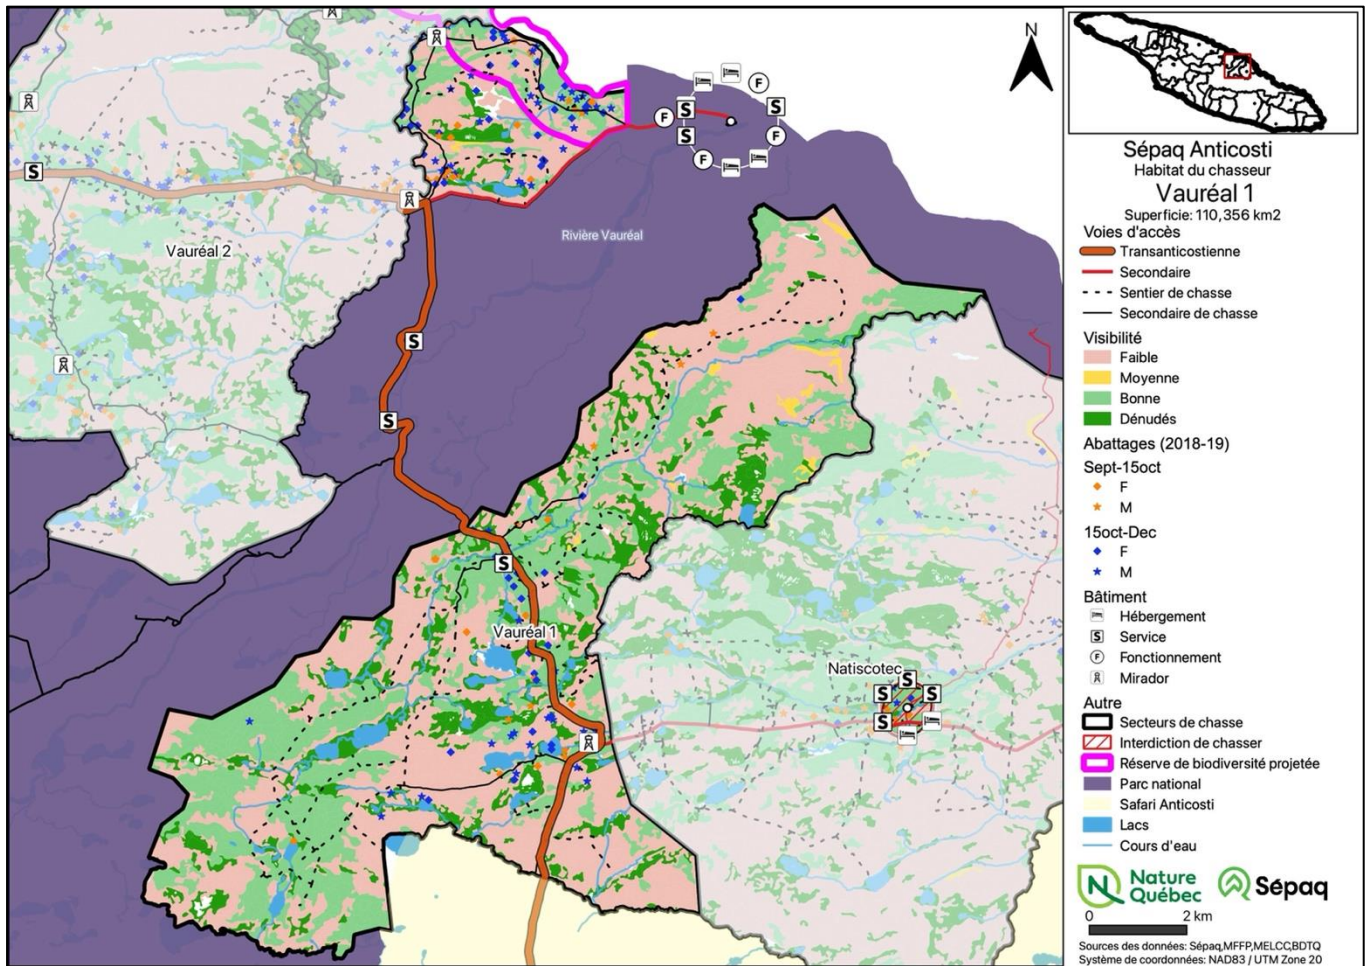 N
Rivière Vauréal
Vauréal 2
S
S
S
S
S
S
S
F
F
F
F
Vauréal 1
Natiscotec
S
S
S
S
Sépaq Anticosti
Habitat du chasseur
Vauréal 1
Superficie: 110,356 km2
Voies d'accès
Transanticostienne
Secondaire
Sentier de chasse
Secondaire de chasse
Visibilité
Faible
Moyenne
Bonne
Dénudés
Abattages (2018-19)
Sept-15oct
F
M
15oct-Dec
F
M
Bâtiment
Hébergement
S Service
F Fonctionnement
Mirador
Autre
Secteurs de chasse
Interdiction de chasser
Réserve de biodiversité projetée
Parc national
Safari Anticosti
Lacs
Cours d'eau
Nature Québec
Sépaq
0 2 km
Sources des données: Sépaq,MFFP,MELCC,BDTQ
Système de coordonnées: NAD83 / UTM Zone 20